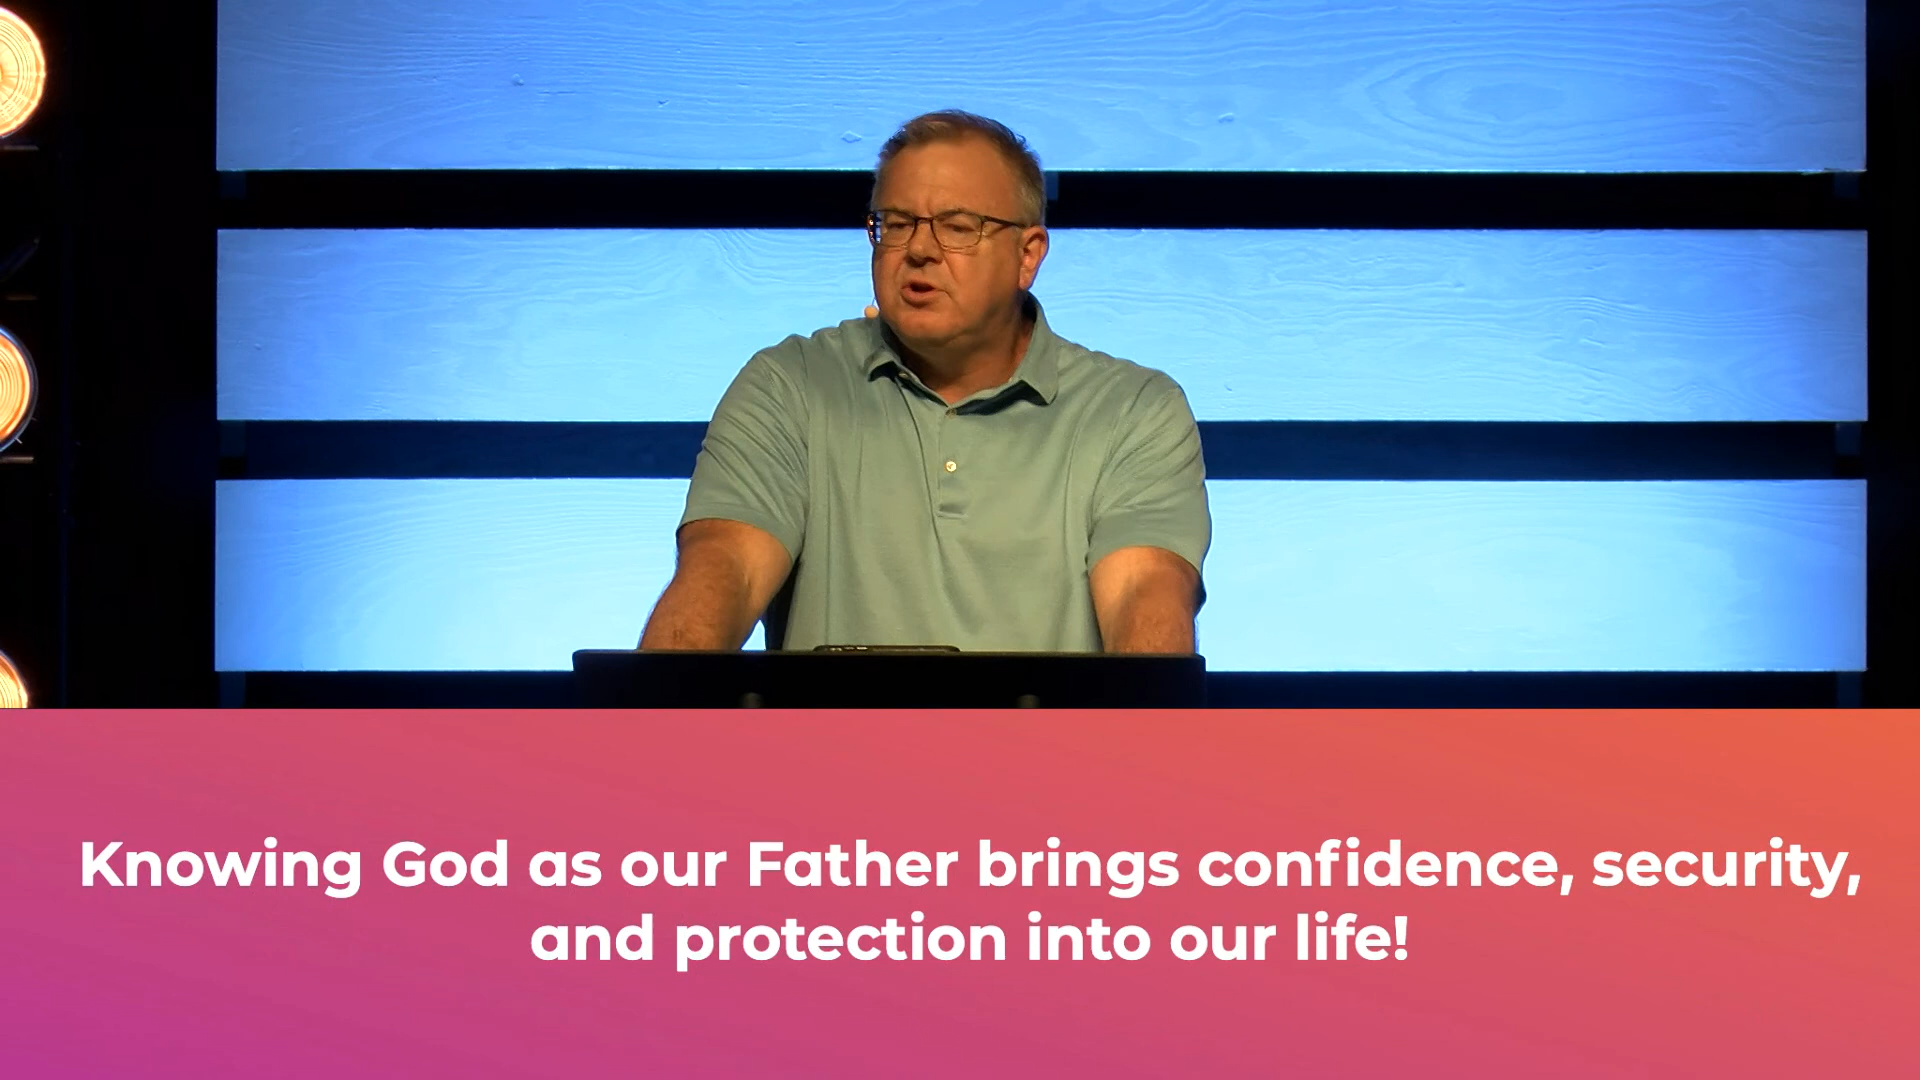 Knowing God as our Father brings confidence, security,
and protection into our life!